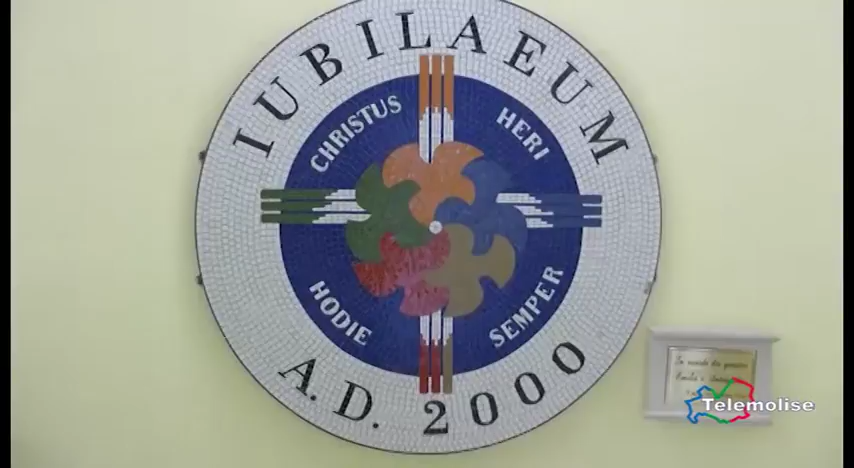 IUBILAEUM
CHRISTUS
HERI
HODIE
SEMPER
A.D. 2000
Telemolise